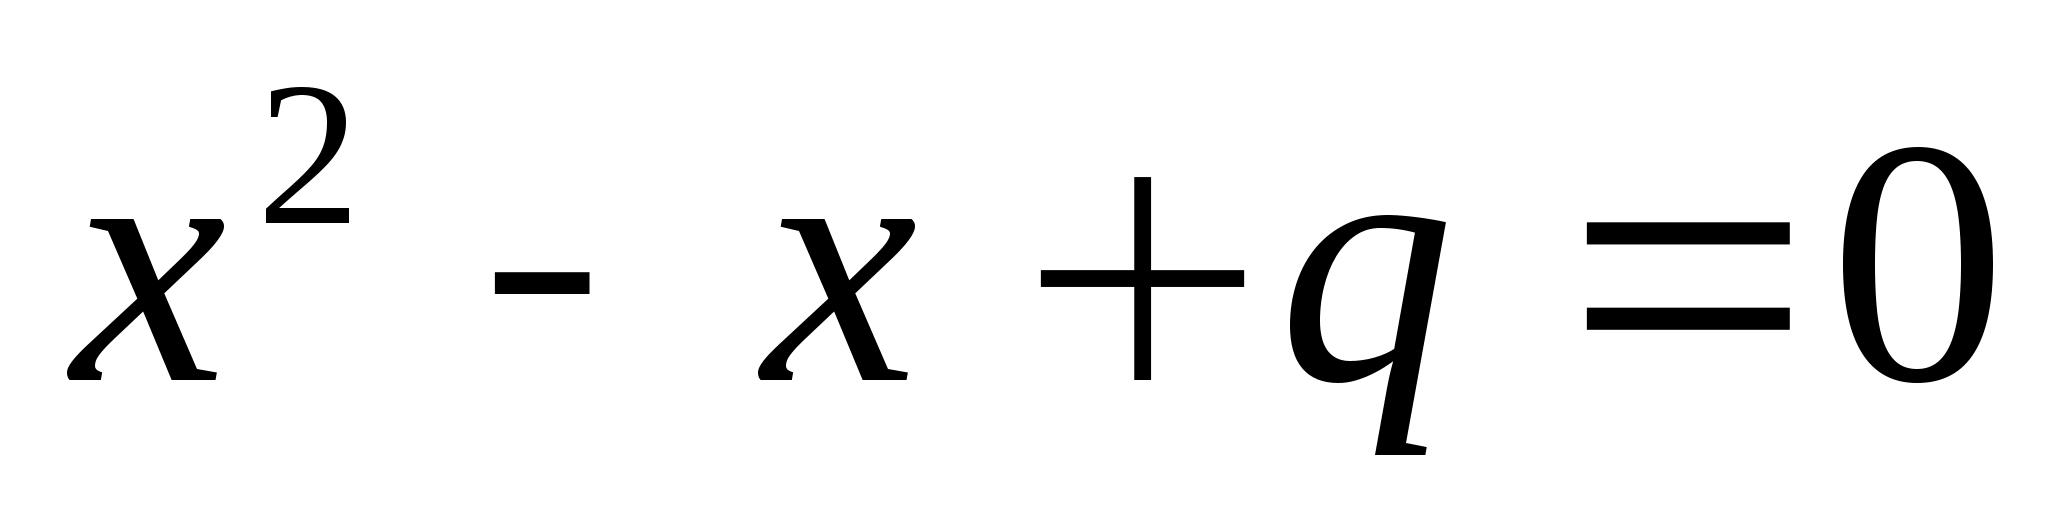 x² - x + q = 0